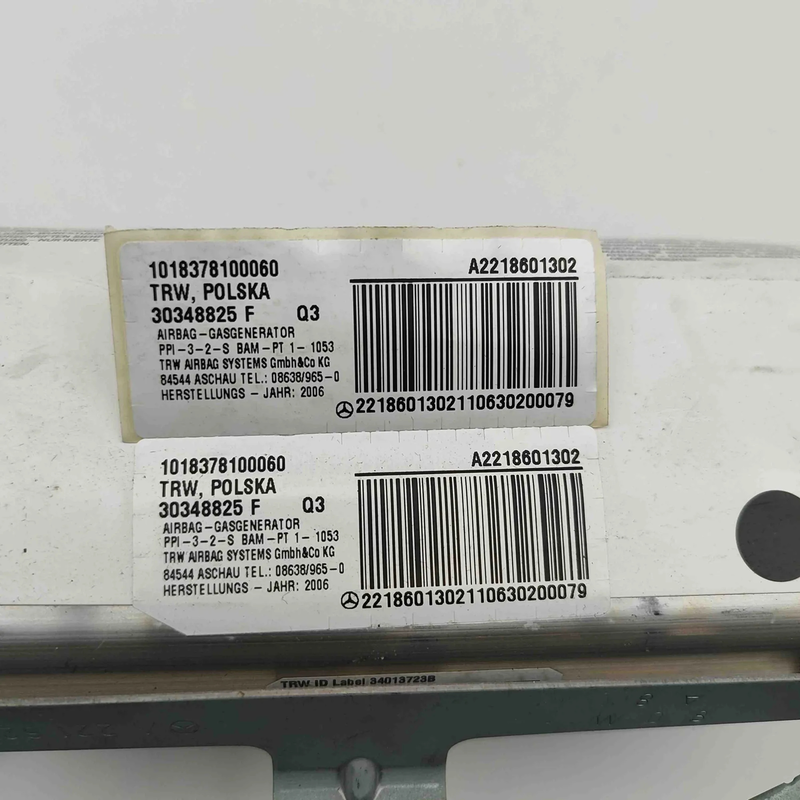 1018378100060
A2218601302
TRW, POLSKA
30348825 F Q3
AIRBAG-GASGENERATOR
PPI-3-2-S BAM-PT 1- 1053
TRW AIRBAG SYSTEMS GmbH&Co KG
84544 ASCHAU TEL.: 08638/965-0
HERSTELLUNGS - JAHR: 2006
2218601302110630200079
1018378100060
A2218601302
TRW, POLSKA
30348825 F Q3
AIRBAG-GASGENERATOR
PPI-3-2-S BAM-PT 1- 1053
TRW AIRBAG SYSTEMS GmbH&Co KG
84544 ASCHAU TEL.: 08638/965-0
HERSTELLUNGS - JAHR: 2006
2218601302110630200079
TRW ID Label 34013723B